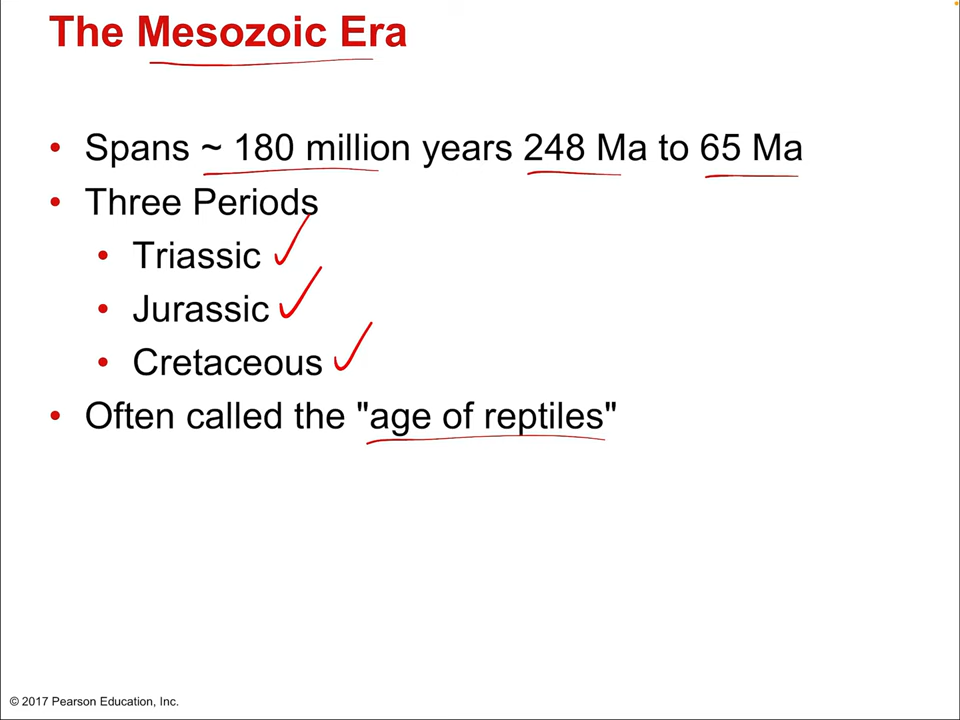 The Mesozoic Era
• Spans ~ 180 million years 248 Ma to 65 Ma
• Three Periods
• Triassic
• Jurassic
• Cretaceous
• Often called the "age of reptiles"
© 2017 Pearson Education, Inc.